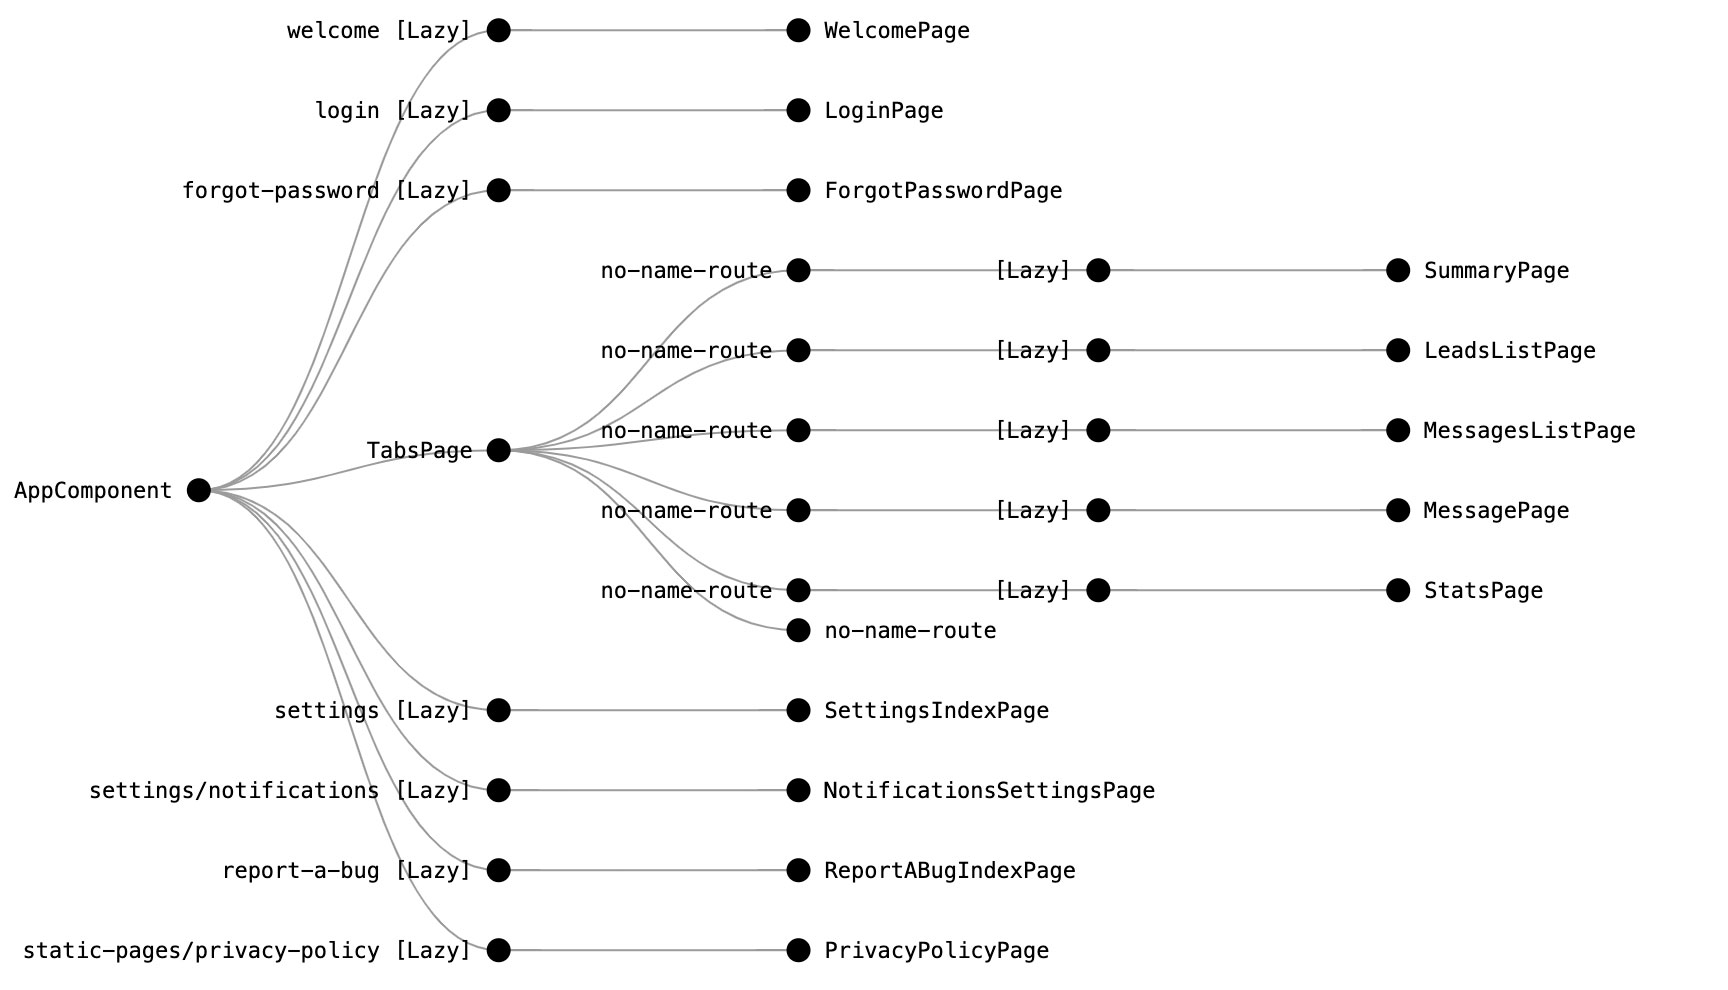 welcome [Lazy] WelcomePage
login [Lazy] LoginPage
forgot-password [Lazy] ForgotPasswordPage
no-name-route [Lazy] SummaryPage
no-name-route [Lazy] LeadsListPage
no-name-route [Lazy] MessagesListPage
TabsPage
AppComponent
no-name-route [Lazy] MessagePage
no-name-route [Lazy] StatsPage
no-name-route
settings [Lazy] SettingsIndexPage
settings/notifications [Lazy] NotificationsSettingsPage
report-a-bug [Lazy] ReportABugIndexPage
static-pages/privacy-policy [Lazy] PrivacyPolicyPage